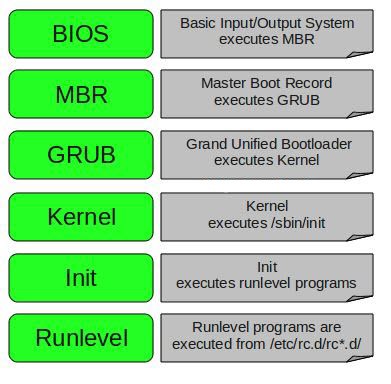 BIOS
Basic Input/Output System
executes MBR
MBR
Master Boot Record
executes GRUB
GRUB
Grand Unified Bootloader
executes Kernel
Kernel
Kernel
executes /sbin/init
Init
Init
executes runlevel programs
Runlevel
Runlevel programs are
executed from /etc/rc.d/rc*.d/